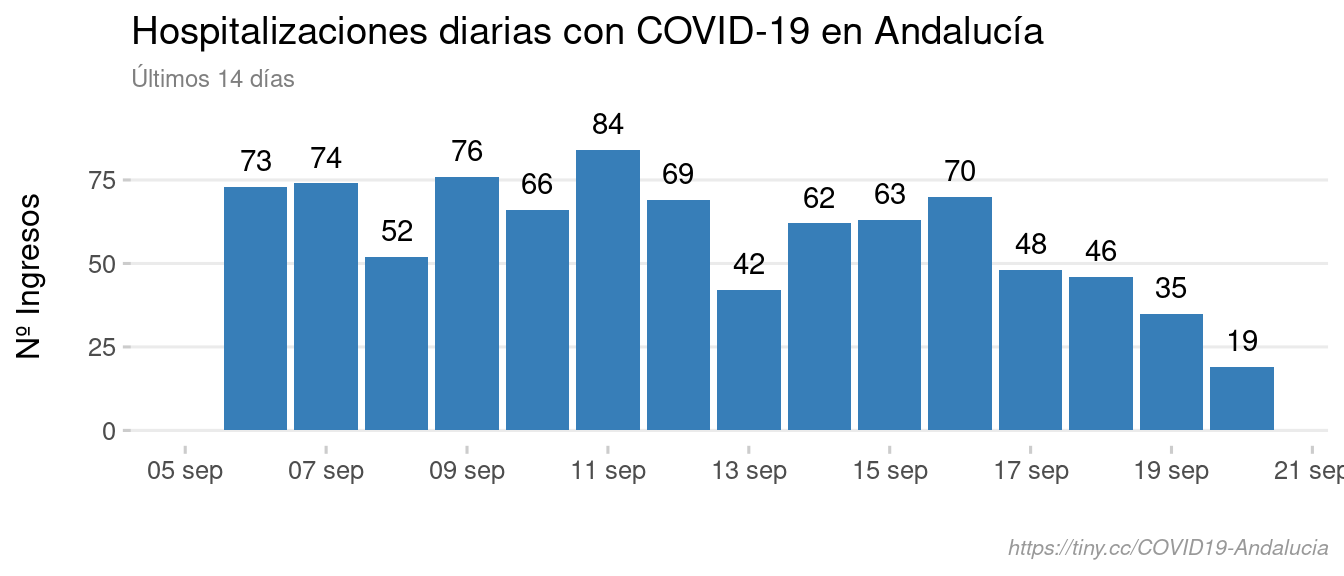 Hospitalizaciones diarias con COVID-19 en Andalucía
Últimos 14 días
Nº Ingresos
75
50
25
0
73
74
52
76
66
84
69
42
62
63
70
48
46
35
19
05 sep
07 sep
09 sep
11 sep
13 sep
15 sep
17 sep
19 sep
21 sep
https://tiny.cc/COVID19-Andalucia